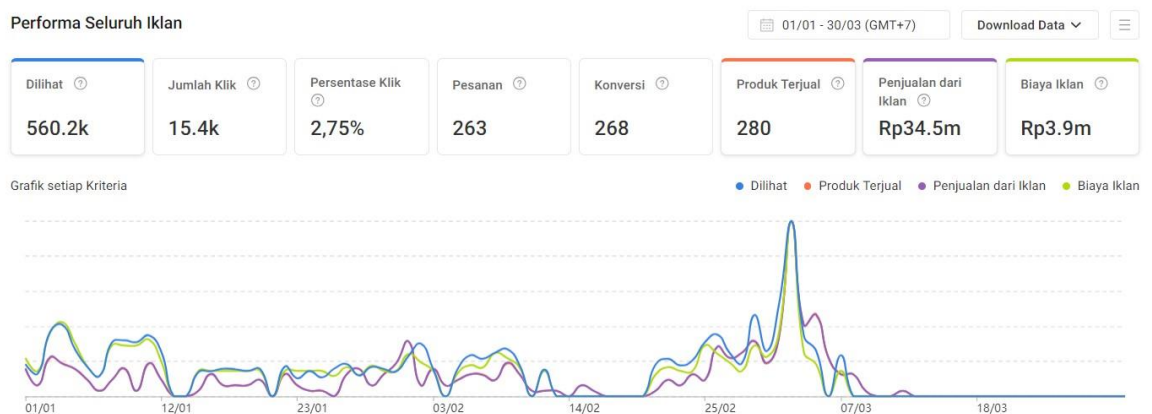 Performa Seluruh Iklan
01/01 - 30/03 (GMT+7)
Download Data
Dilihat
560.2k
Jumlah Klik
15.4k
Persentase Klik
2,75%
Pesanan
263
Konversi
268
Produk Terjual
280
Penjualan dari
Iklan
Rp34.5m
Biaya Iklan
Rp3.9m
Grafik setiap Kriteria
Dilihat
Produk Terjual
Penjualan dari Iklan
Biaya Iklan
01/01
12/01
23/01
03/02
14/02
25/02
07/03
18/03